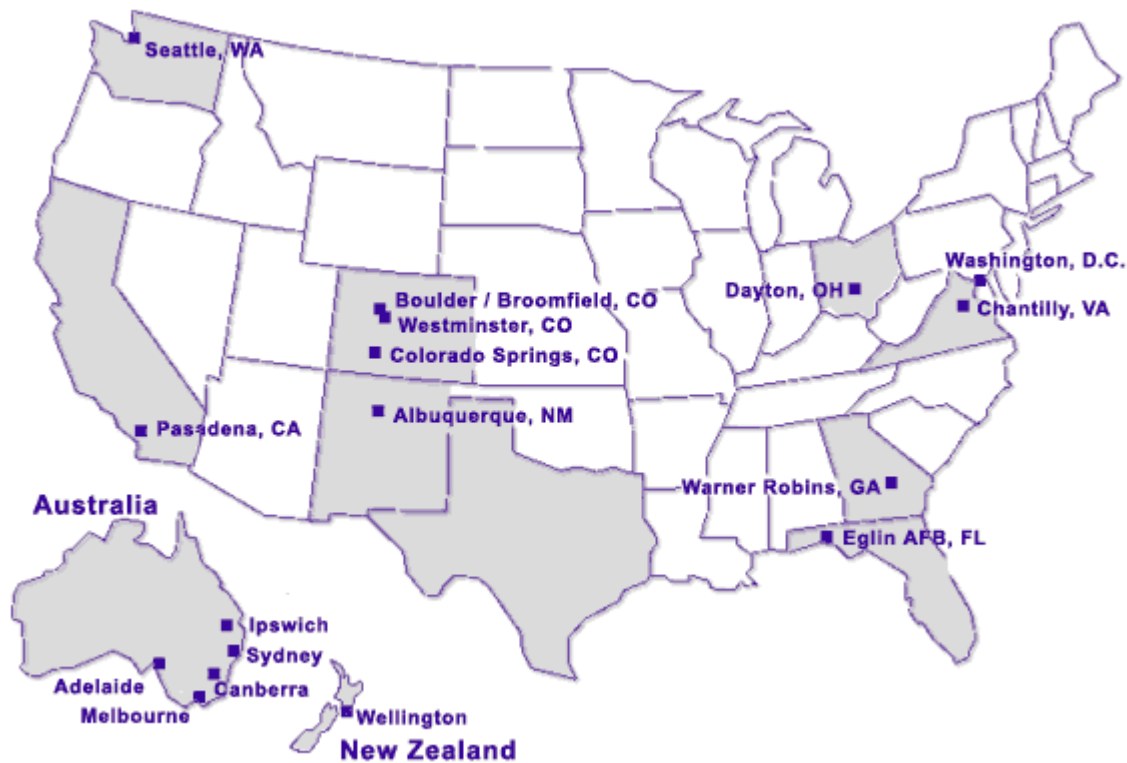 Seattle, WA
Washington, D.C.
Dayton, OH
Boulder / Broomfield, CO
Chantilly, VA
Westminster, CO
Colorado Springs, CO
Albuquerque, NM
Pasadena, CA
Warner Robins, GA
Australia
Eglin AFB, FL
Ipswich
Sydney
Adelaide
Canberra
Melbourne
Wellington
New Zealand